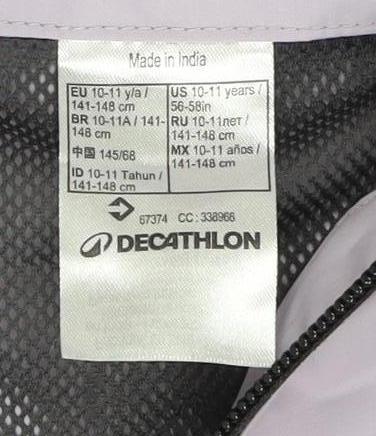 Made in India
EU 10-11 y/a /
141-148 cm
BR 10-11A / 141-
148 cm
中国 145/68
ID 10-11 Tahun /
141-148 cm
US 10-11 years /
56-58in
RU 10-11лет /
141-148 cm
MX 10-11 años /
141-148 cm
67374 CC: 338966
DECATHLON